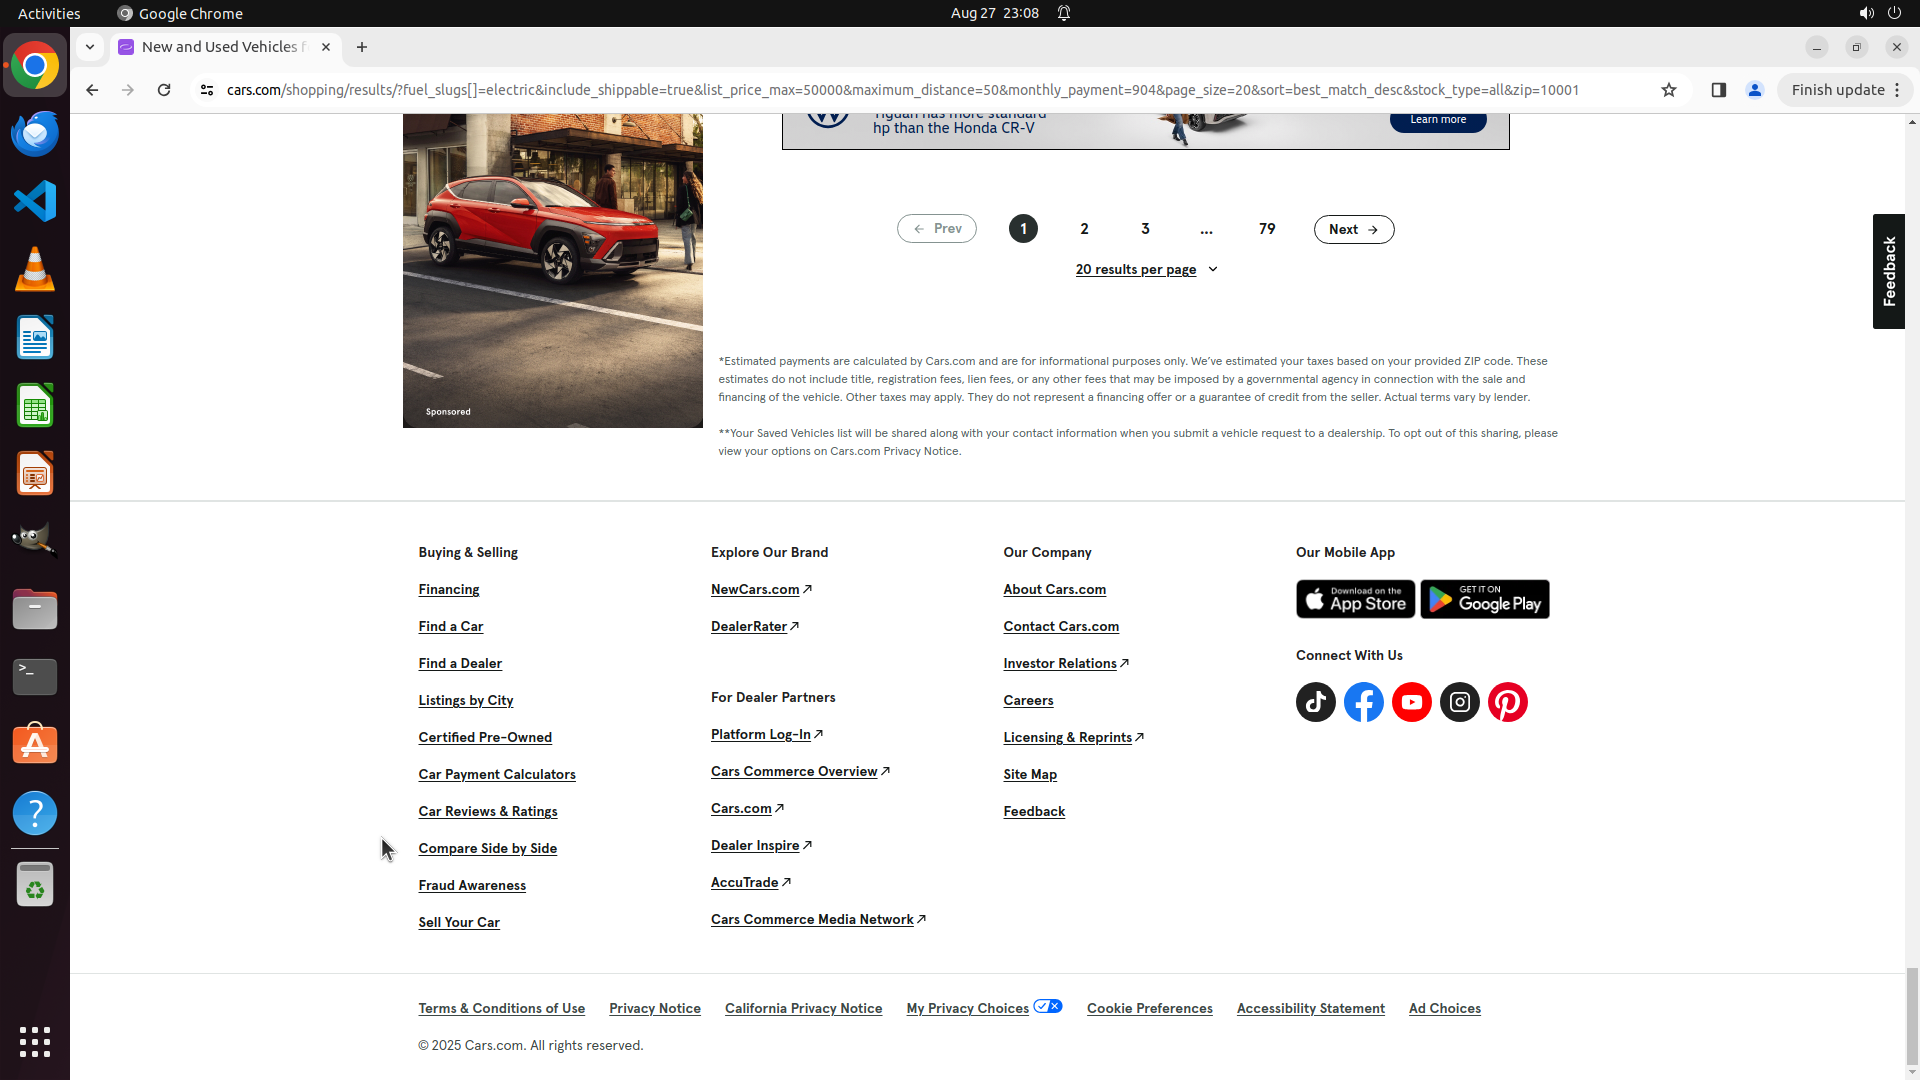 Activities
Google Chrome
Aug 27 23:08
New and Used Vehicles f
cars.com/shopping/results/?fuel_slugs[]=electric&include_shippable=true&list_price_max=50000&maximum_distance=50&monthly_payment=904&page_size=20&sort=best_match_desc&stock_type=all&zip=10001
Finish update
Tiguan has more standard
hp than the Honda CR-V
Learn more
Sponsored
Prev
1
2
3
...
79
Next
20 results per page
Feedback
*Estimated payments are calculated by Cars.com and are for informational purposes only. We’ve estimated your taxes based on your provided ZIP code. These
estimates do not include title, registration fees, lien fees, or any other fees that may be imposed by a governmental agency in connection with the sale and
financing of the vehicle. Other taxes may apply. They do not represent a financing offer or a guarantee of credit from the seller. Actual terms vary by lender.
**Your Saved Vehicles list will be shared along with your contact information when you submit a vehicle request to a dealership. To opt out of this sharing, please
view your options on Cars.com Privacy Notice.
Buying & Selling
Financing
Find a Car
Find a Dealer
Listings by City
Certified Pre-Owned
Car Payment Calculators
Car Reviews & Ratings
Compare Side by Side
Fraud Awareness
Sell Your Car
Explore Our Brand
NewCars.com
DealerRater
For Dealer Partners
Platform Log-In
Cars Commerce Overview
Cars.com
Dealer Inspire
AccuTrade
Cars Commerce Media Network
Our Company
About Cars.com
Contact Cars.com
Investor Relations
Careers
Licensing & Reprints
Site Map
Feedback
Our Mobile App
Download on the
App Store
GET IT ON
Google Play
Connect With Us
Terms & Conditions of Use
Privacy Notice
California Privacy Notice
My Privacy Choices
Cookie Preferences
Accessibility Statement
Ad Choices
© 2025 Cars.com. All rights reserved.